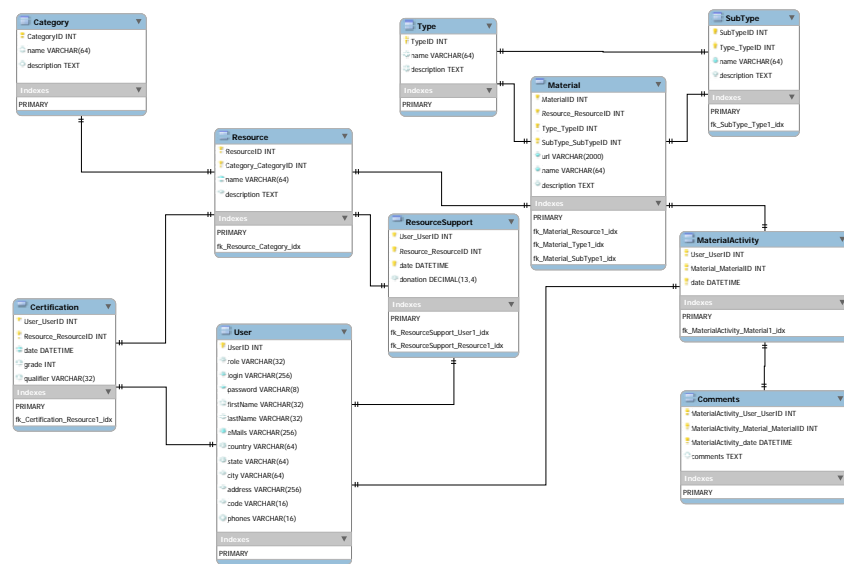 Category
CategoryID INT
name VARCHAR(64)
description TEXT
Indexes
PRIMARY
Type
TypeID INT
name VARCHAR(64)
description TEXT
Indexes
PRIMARY
SubType
SubTypeID INT
Type_TypeID INT
name VARCHAR(64)
description TEXT
Indexes
PRIMARY
fk_SubType_Type1_idx
Material
MaterialID INT
Resource_ResourceID INT
Type_TypeID INT
SubType_SubTypeID INT
url VARCHAR(2000)
name VARCHAR(64)
description TEXT
Indexes
PRIMARY
fk_Material_Resource1_idx
fk_Material_Type1_idx
fk_Material_SubType1_idx
Resource
ResourceID INT
Category_CategoryID INT
name VARCHAR(64)
description TEXT
Indexes
PRIMARY
fk_Resource_Category_idx
ResourceSupport
User_UserID INT
Resource_ResourceID INT
date DATETIME
donation DECIMAL(13,4)
Indexes
PRIMARY
fk_ResourceSupport_User1_idx
fk_ResourceSupport_Resource1_idx
MaterialActivity
User_UserID INT
Material_MaterialID INT
date DATETIME
Indexes
PRIMARY
fk_MaterialActivity_Material1_idx
Certification
User_UserID INT
Resource_ResourceID INT
date DATETIME
grade INT
qualifier VARCHAR(32)
Indexes
PRIMARY
fk_Certification_Resource1_idx
User
UserID INT
role VARCHAR(32)
login VARCHAR(256)
password VARCHAR(8)
firstName VARCHAR(32)
lastName VARCHAR(32)
eMails VARCHAR(256)
country VARCHAR(64)
state VARCHAR(64)
city VARCHAR(64)
address VARCHAR(256)
code VARCHAR(16)
phones VARCHAR(16)
Indexes
PRIMARY
Comments
MaterialActivity_User_UserID INT
MaterialActivity_Material_MaterialID INT
MaterialActivity_date DATETIME
comments TEXT
Indexes
PRIMARY